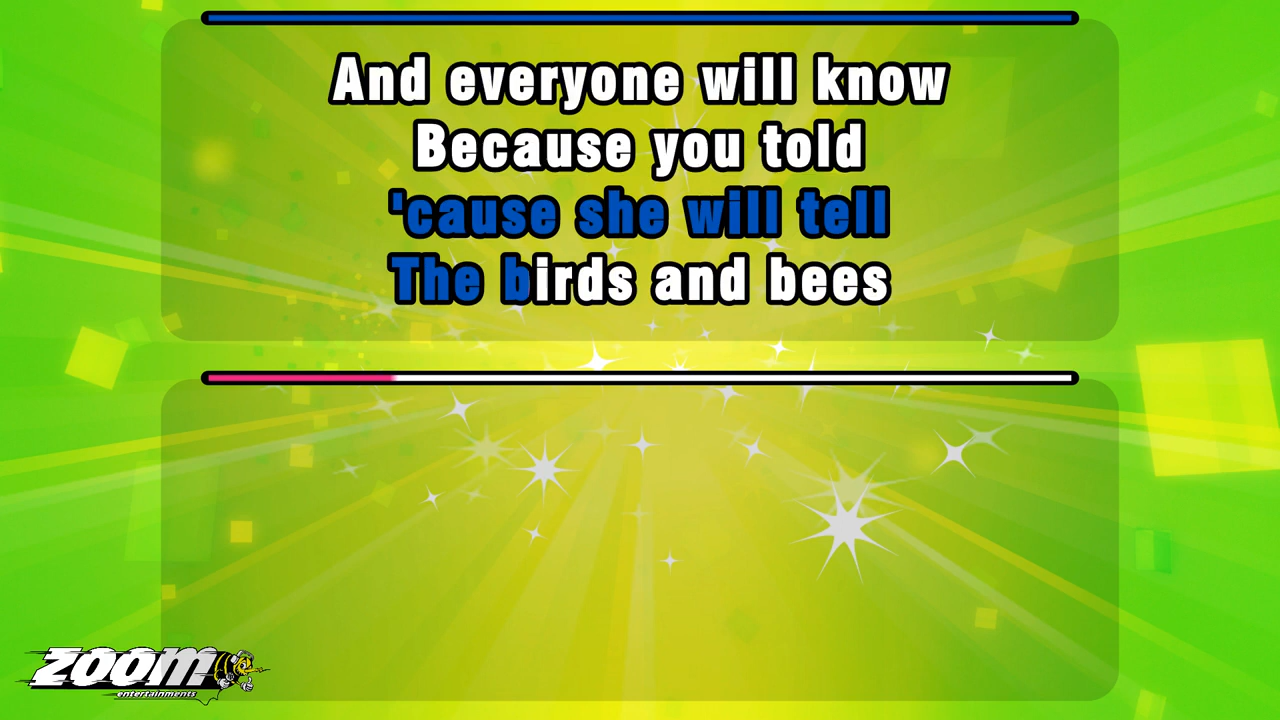 And everyone will know
Because you told
'cause she will tell
The birds and bees
zoom
entertainments